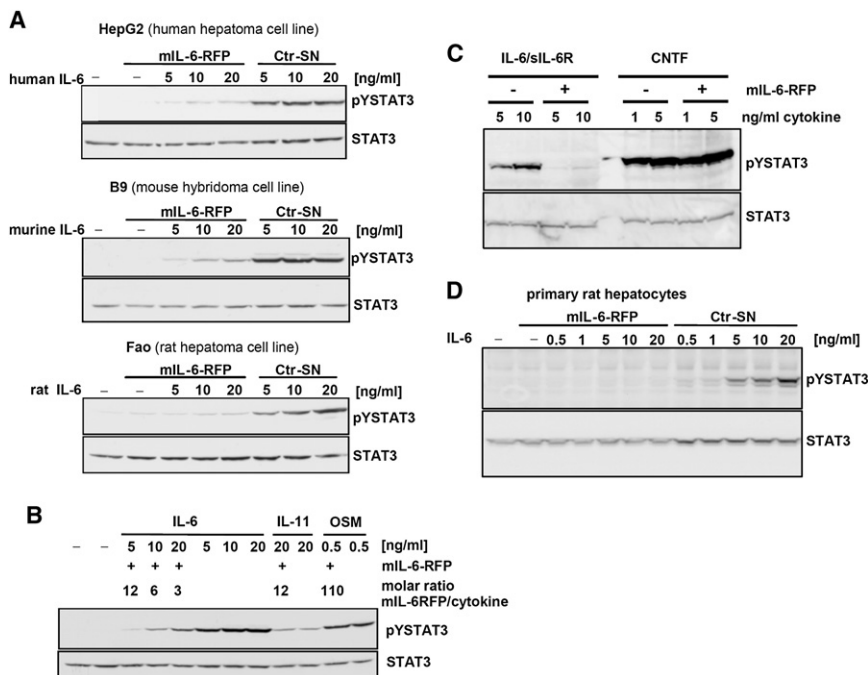 A
HepG2 (human hepatoma cell line)
mIL-6-RFP Ctr-SN
human IL-6 – – 5 10 20 5 10 20 [ng/ml]
pYSTAT3
STAT3
B9 (mouse hybridoma cell line)
mIL-6-RFP Ctr-SN
murine IL-6 – – 5 10 20 5 10 20 [ng/ml]
pYSTAT3
STAT3
Fao (rat hepatoma cell line)
mIL-6-RFP Ctr-SN
rat IL-6 – – 5 10 20 5 10 20 [ng/ml]
pYSTAT3
STAT3
B
IL-6 IL-11 OSM
– – 5 10 20 5 10 20 20 20 0.5 0.5 [ng/ml]
+ + + + + mIL-6-RFP
12 6 3 12 110 molar ratio
mIL-6RFP/cytokine
pYSTAT3
STAT3
C
IL-6/sIL-6R CNTF
- + - + mIL-6-RFP
5 10 5 10 1 5 1 5 ng/ml cytokine
pYSTAT3
STAT3
D
primary rat hepatocytes
mIL-6-RFP Ctr-SN
IL-6 – – 0.5 1 5 10 20 0.5 1 5 10 20 [ng/ml]
pYSTAT3
STAT3